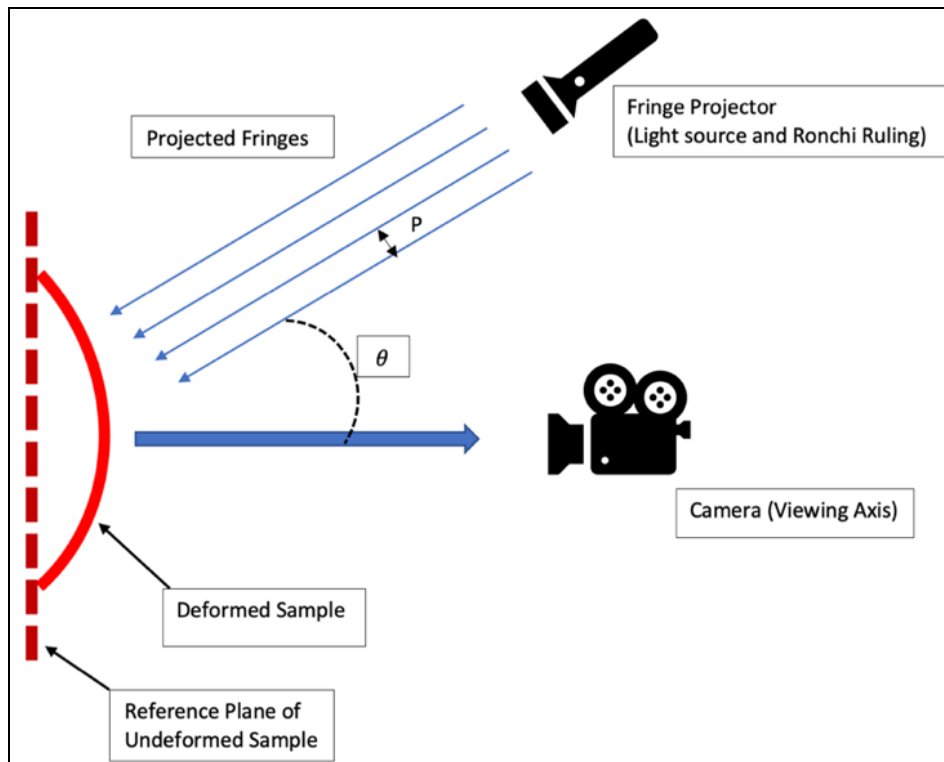 Projected Fringes
Fringe Projector
(Light source and Ronchi Ruling)
P
θ
Camera (Viewing Axis)
Deformed Sample
Reference Plane of
Undeformed Sample